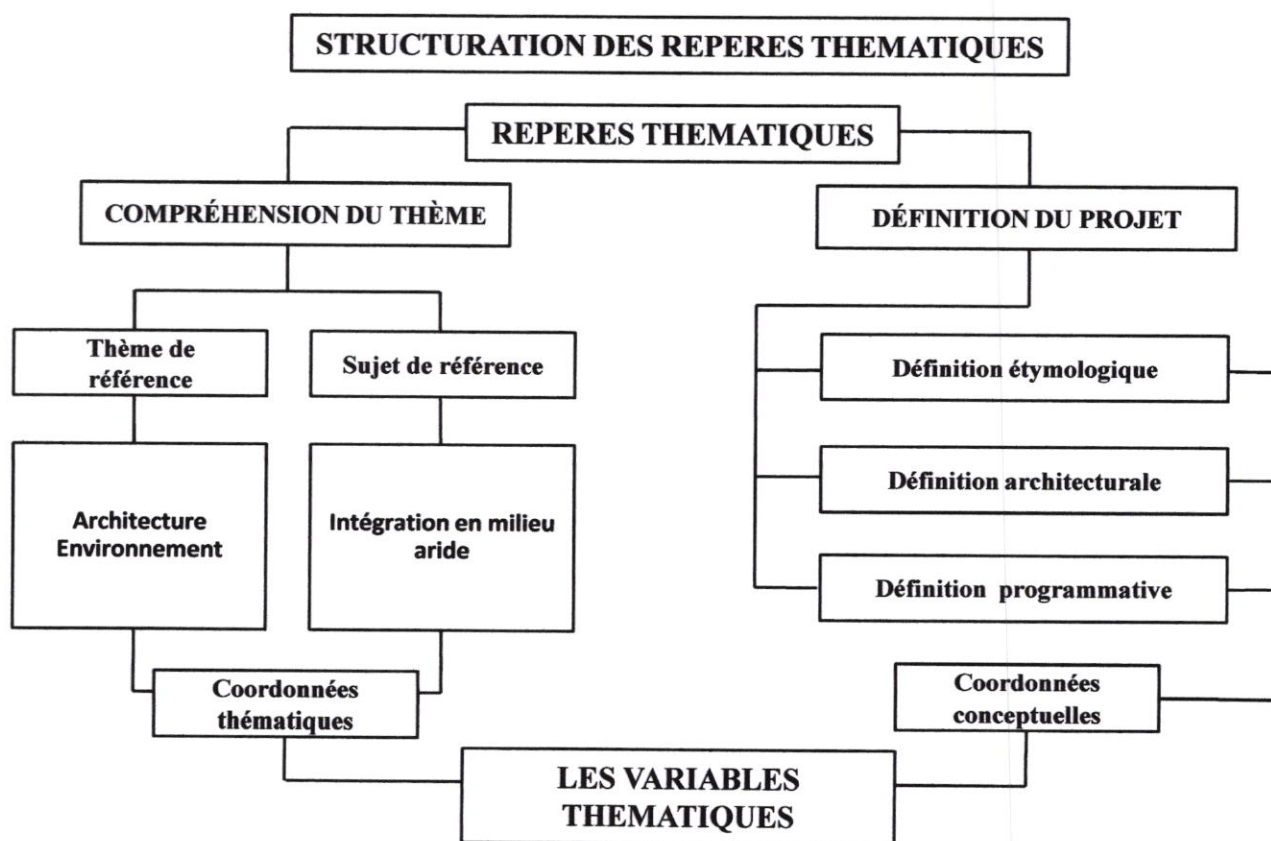 STRUCTURATION DES REPERES THEMATIQUES
REPERES THEMATIQUES
COMPRÉHENSION DU THÈME
DÉFINITION DU PROJET
Thème de
référence
Sujet de référence
Définition étymologique
Architecture
Environnement
Intégration en milieu
aride
Définition architecturale
Définition programmative
Coordonnées
thématiques
Coordonnées
conceptuelles
LES VARIABLES
THEMATIQUES